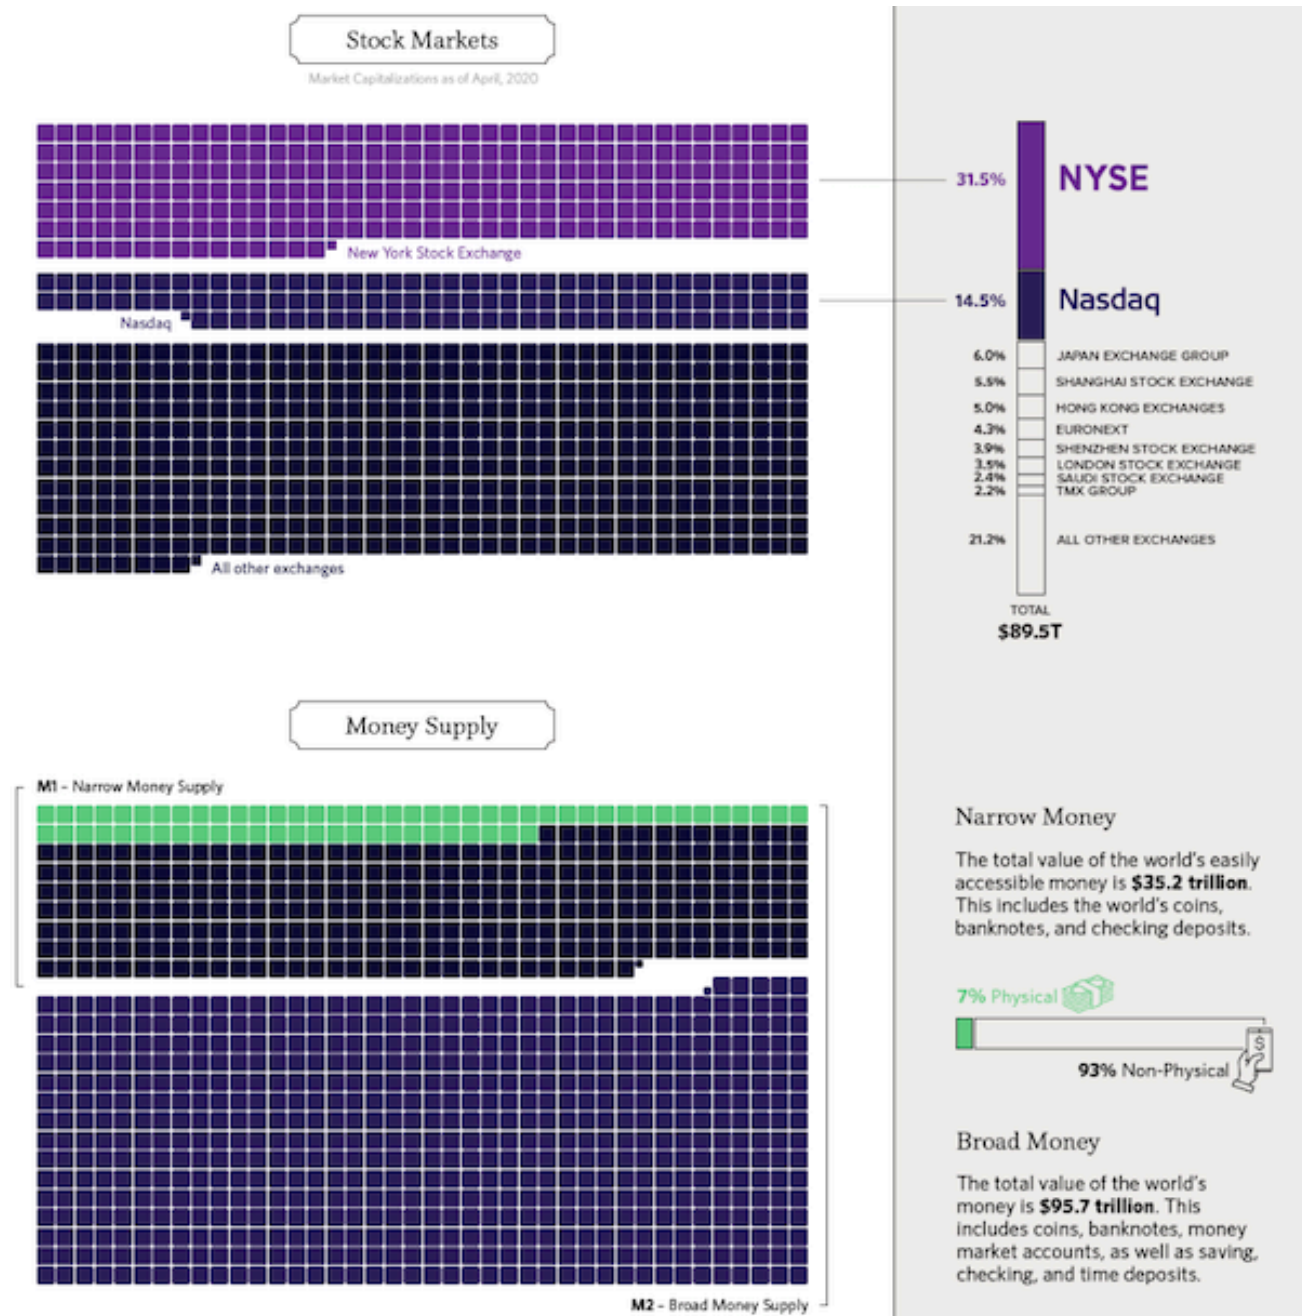 Stock Markets
Market Capitalizations as of April, 2020
New York Stock Exchange
Nasdaq
All other exchanges
31.5% NYSE
14.5% Nasdaq
6.0% JAPAN EXCHANGE GROUP
5.5% SHANGHAI STOCK EXCHANGE
5.0% HONG KONG EXCHANGES
4.3% EURONEXT
3.9% SHENZHEN STOCK EXCHANGE
3.5% LONDON STOCK EXCHANGE
2.4% SAUDI STOCK EXCHANGE
2.2% TMX GROUP
21.2% ALL OTHER EXCHANGES
TOTAL
$89.5T
Money Supply
M1 – Narrow Money Supply
M2 – Broad Money Supply
Narrow Money
The total value of the world's easily
accessible money is $35.2 trillion.
This includes the world's coins,
banknotes, and checking deposits.
7% Physical
$
93% Non-Physical
Broad Money
The total value of the world's
money is $95.7 trillion. This
includes coins, banknotes, money
market accounts, as well as saving,
checking, and time deposits.